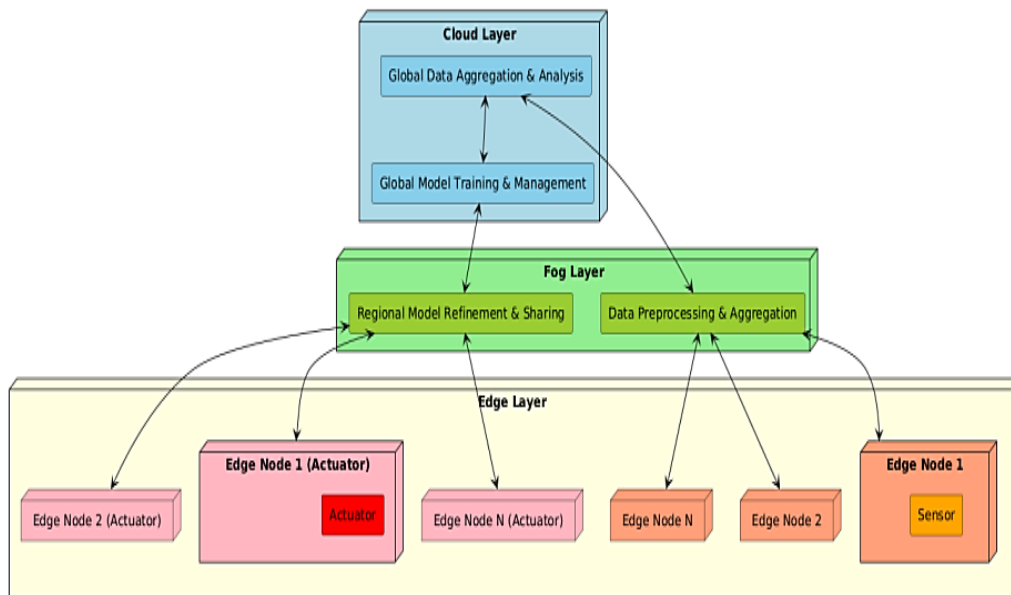 Cloud Layer
Global Data Aggregation & Analysis
Global Model Training & Management
Fog Layer
Regional Model Refinement & Sharing
Data Preprocessing & Aggregation
Edge Layer
Edge Node 1 (Actuator)
Edge Node 1
Edge Node 2 (Actuator)
Actuator
Edge Node N (Actuator)
Edge Node N
Edge Node 2
Sensor